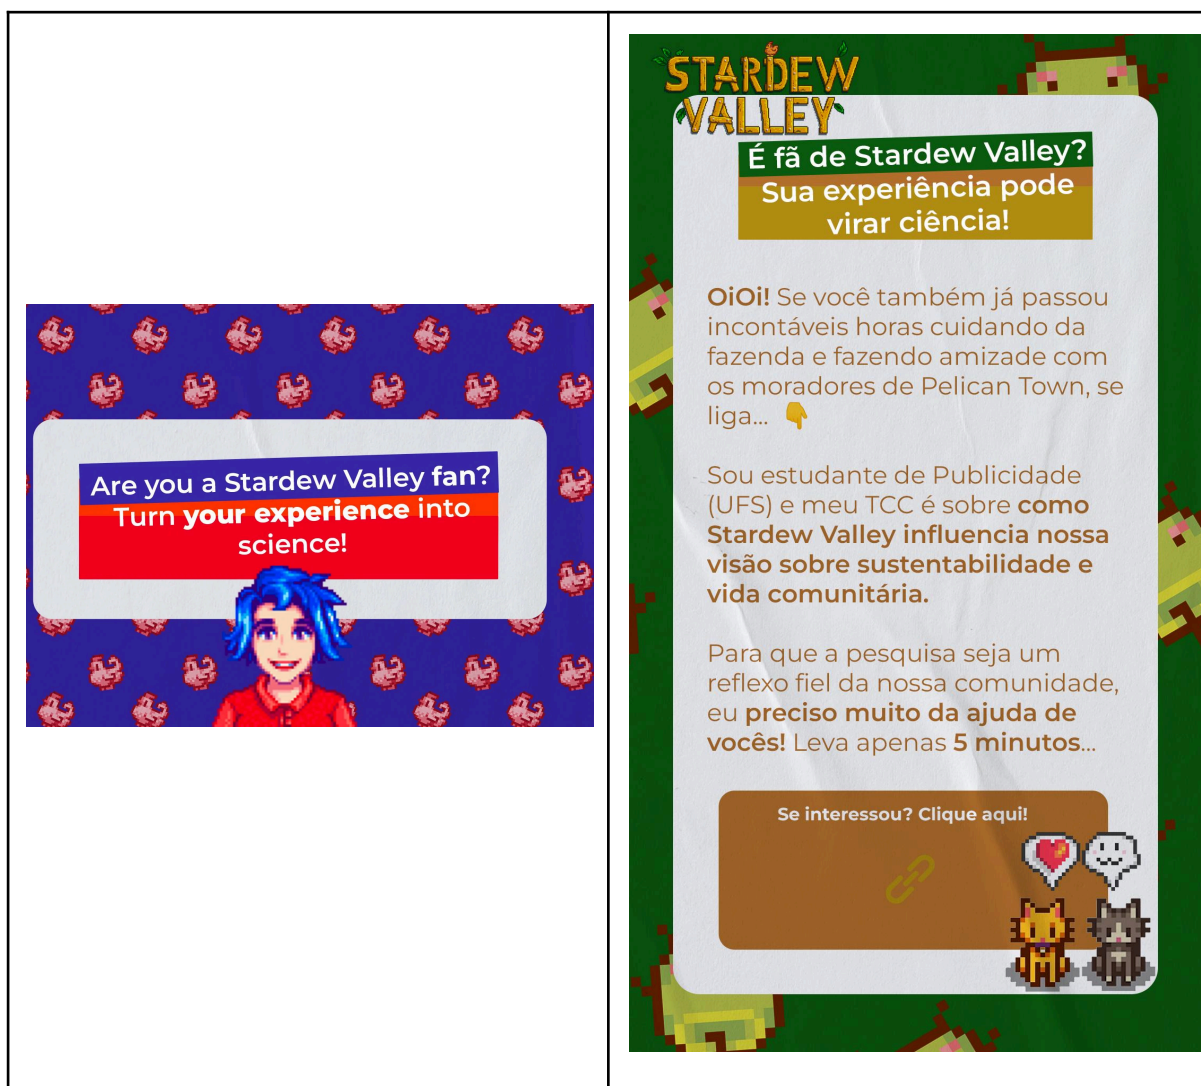 Are you a Stardew Valley fan?
Turn your experience into
science!
STARDEW
VALLEY
É fã de Stardew Valley?
Sua experiência pode
virar ciência!
OiOi! Se você também já passou
incontáveis horas cuidando da
fazenda e fazendo amizade com
os moradores de Pelican Town, se
liga... 👇
Sou estudante de Publicidade
(UFS) e meu TCC é sobre como
Stardew Valley influencia nossa
visão sobre sustentabilidade e
vida comunitária.
Para que a pesquisa seja um
reflexo fiel da nossa comunidade,
eu preciso muito da ajuda de
vocês! Leva apenas 5 minutos...
Se interessou? Clique aqui!